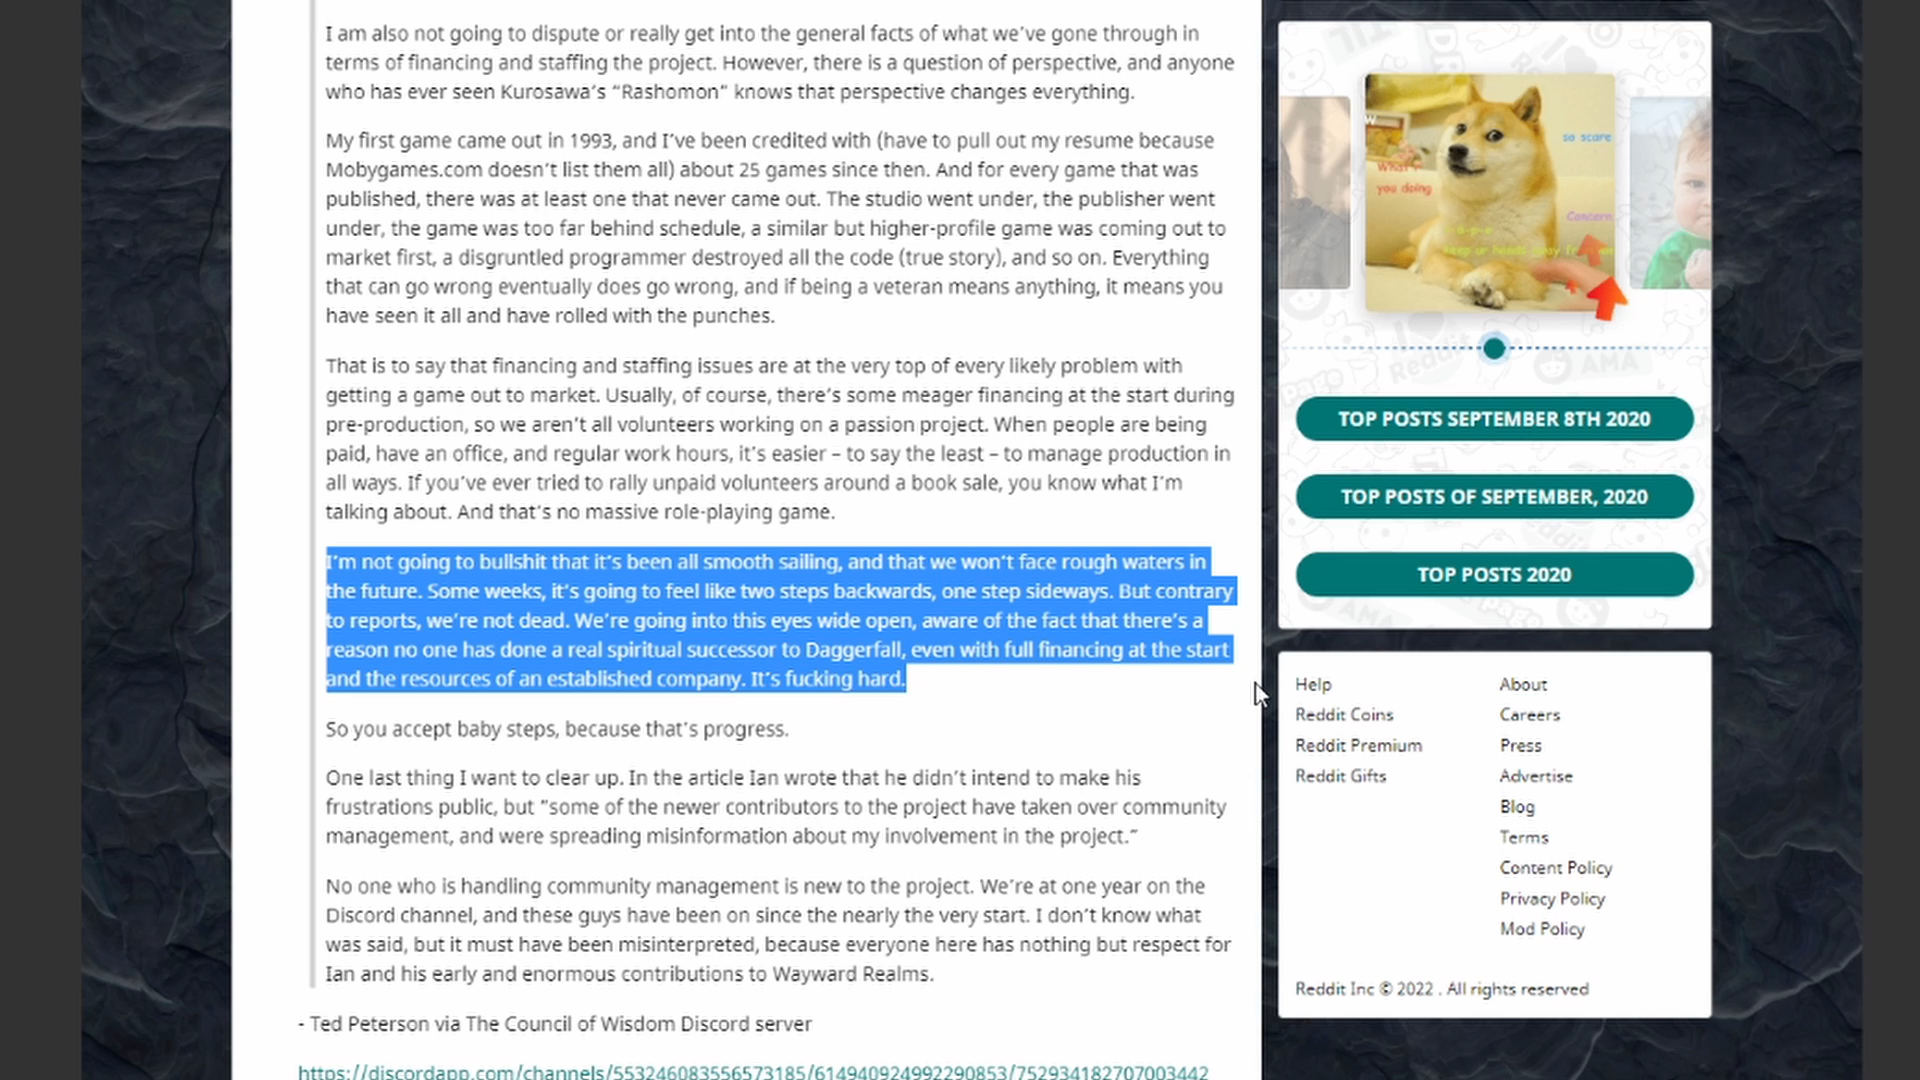 I am also not going to dispute or really get into the general facts of what we've gone through in
terms of financing and staffing the project. However, there is a question of perspective, and anyone
who has ever seen Kurosawa's "Rashomon" knows that perspective changes everything.
My first game came out in 1993, and I've been credited with (have to pull out my resume because
Mobygames.com doesn't list them all) about 25 games since then. And for every game that was
published, there was at least one that never came out. The studio went under, the publisher went
under, the game was too far behind schedule, a similar but higher-profile game was coming out to
market first, a disgruntled programmer destroyed all the code (true story), and so on. Everything
that can go wrong eventually does go wrong, and if being a veteran means anything, it means you
have seen it all and have rolled with the punches.
That is to say that financing and staffing issues are at the very top of every likely problem with
getting a game out to market. Usually, of course, there's some meager financing at the start during
pre-production, so we aren't all volunteers working on a passion project. When people are being
paid, have an office, and regular work hours, it's easier – to say the least – to manage production in
all ways. If you've ever tried to rally unpaid volunteers around a book sale, you know what I'm
talking about. And that's no massive role-playing game.
I'm not going to bullshit that it's been all smooth sailing, and that we won't face rough waters in
the future. Some weeks, it's going to feel like two steps backwards, one step sideways. But contrary
to reports, we're not dead. We're going into this eyes wide open, aware of the fact that there's a
reason no one has done a real spiritual successor to Daggerfall, even with full financing at the start
and the resources of an established company. It's fucking hard.
So you accept baby steps, because that's progress.
One last thing I want to clear up. In the article Ian wrote that he didn't intend to make his
frustrations public, but "some of the newer contributors to the project have taken over community
management, and were spreading misinformation about my involvement in the project."
No one who is handling community management is new to the project. We're at one year on the
Discord channel, and these guys have been on since the nearly the very start. I don't know what
was said, but it must have been misinterpreted, because everyone here has nothing but respect for
Ian and his early and enormous contributions to Wayward Realms.
- Ted Peterson via The Council of Wisdom Discord server
https://discordapp.com/channels/553246083556573185/614940924992290853/752934182707003442
so scare
What r
you doing
Concern
TOP POSTS SEPTEMBER 8TH 2020
TOP POSTS OF SEPTEMBER, 2020
TOP POSTS 2020
Help
Reddit Coins
Reddit Premium
Reddit Gifts
About
Careers
Press
Advertise
Blog
Terms
Content Policy
Privacy Policy
Mod Policy
Reddit Inc © 2022 . All rights reserved